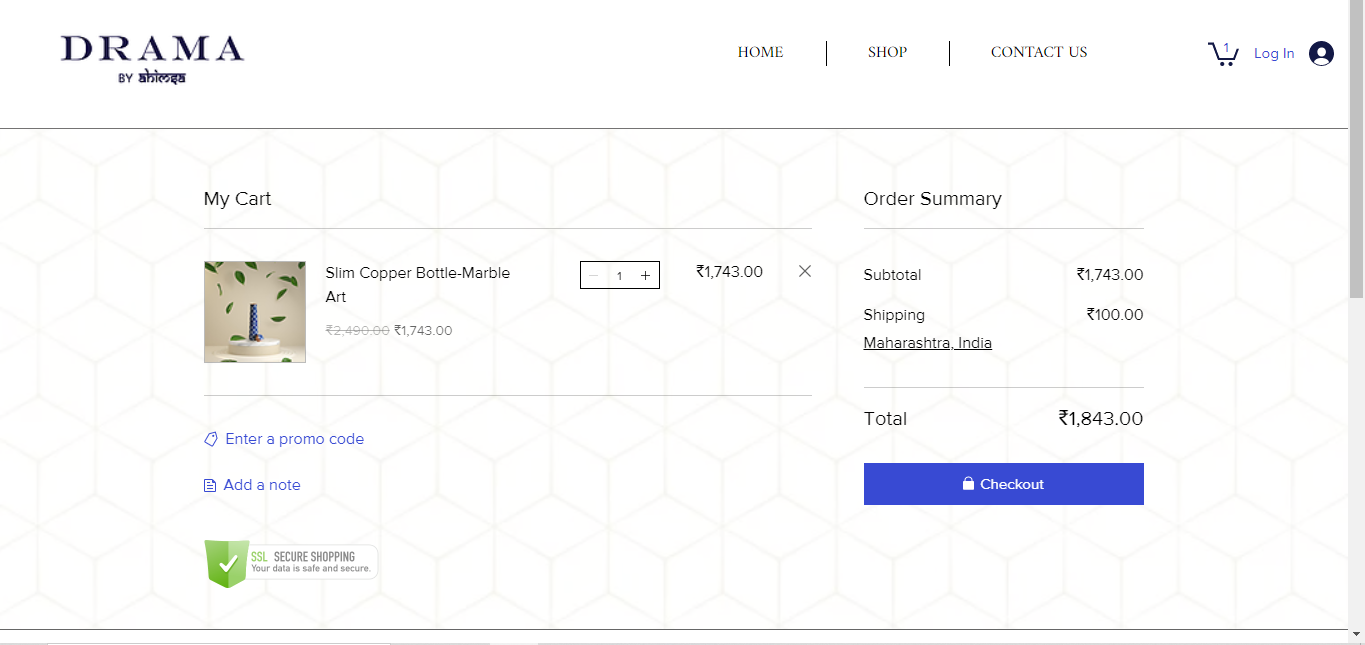 DRAMA
BY ahimsa
HOME
SHOP
CONTACT US
1
Log In
My Cart
Slim Copper Bottle-Marble
Art
₹2,490.00 ₹1,743.00
1
₹1,743.00
Enter a promo code
Add a note
SSL SECURE SHOPPING
Your data is safe and secure.
Order Summary
Subtotal ₹1,743.00
Shipping ₹100.00
Maharashtra, India
Total ₹1,843.00
Checkout